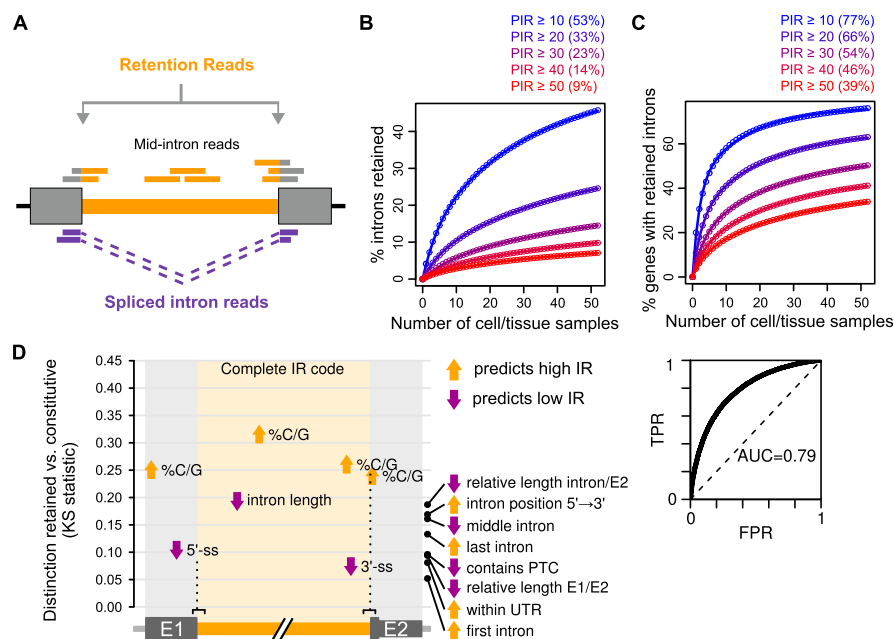 A
Retention Reads
Mid-intron reads
Spliced intron reads
B
PIR ≥ 10 (53%)
PIR ≥ 20 (33%)
PIR ≥ 30 (23%)
PIR ≥ 40 (14%)
PIR ≥ 50 (9%)
% introns retained
40
30
20
10
0
0
10
20
30
40
50
Number of cell/tissue samples
C
PIR ≥ 10 (77%)
PIR ≥ 20 (66%)
PIR ≥ 30 (54%)
PIR ≥ 40 (46%)
PIR ≥ 50 (39%)
% genes with retained introns
60
40
20
0
0
10
20
30
40
50
Number of cell/tissue samples
D
Distinction retained vs. constitutive
(KS statistic)
0.45
0.40
0.35
0.30
0.25
0.20
0.15
0.10
0.05
0.00
Complete IR code
predicts high IR
predicts low IR
%C/G
%C/G
%C/G
%C/G
intron length
5'-ss
3'-ss
E1
E2
relative length intron/E2
intron position 5'→3'
middle intron
last intron
contains PTC
relative length E1/E2
within UTR
first intron
1
TPR
0
AUC=0.79
0
1
FPR